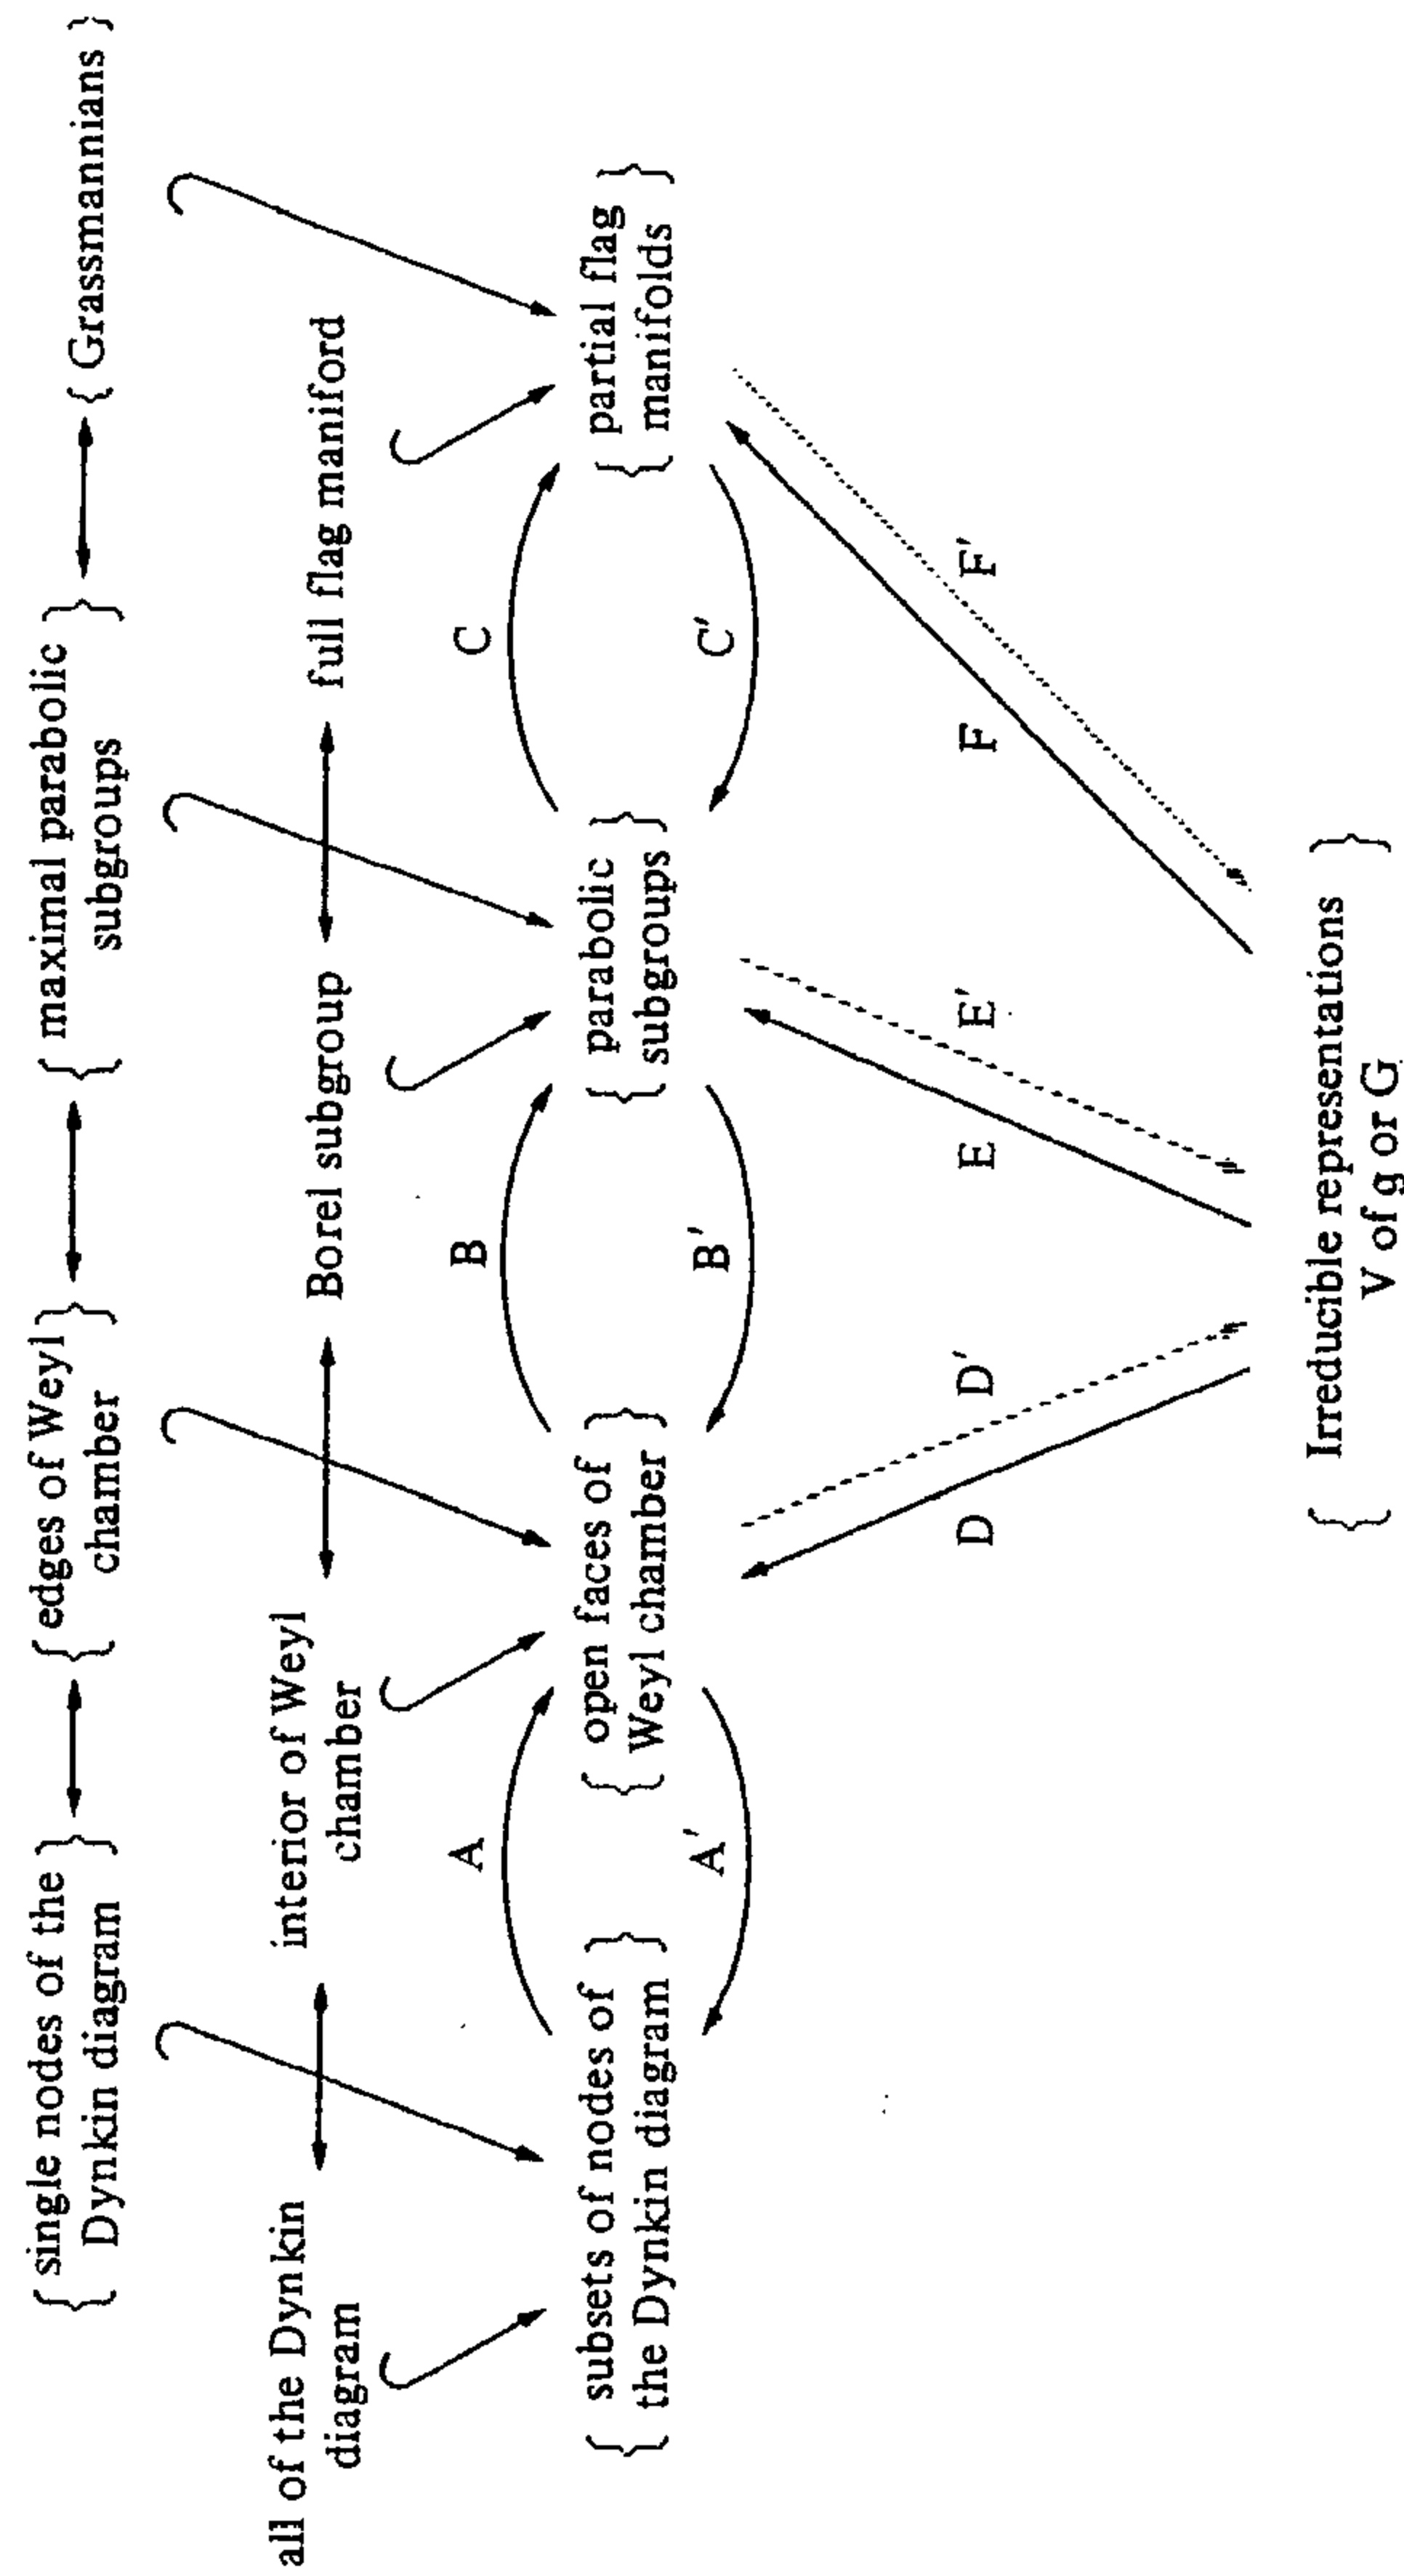 { single nodes of the }
Dynkin diagram
{ edges of Weyl }
chamber
{ maximal parabolic }
subgroups
{ Grassmannians }
all of the Dynkin
diagram
interior of Weyl
chamber
Borel subgroup
full flag maniford
A
B
C
{ subsets of nodes of }
the Dynkin diagram
{ open faces of }
Weyl chamber
{ parabolic }
subgroups
{ partial flag }
manifolds
A′
B′
C′
D
D′
E
E′
F
F′
{ Irreducible representations }
V of g or G